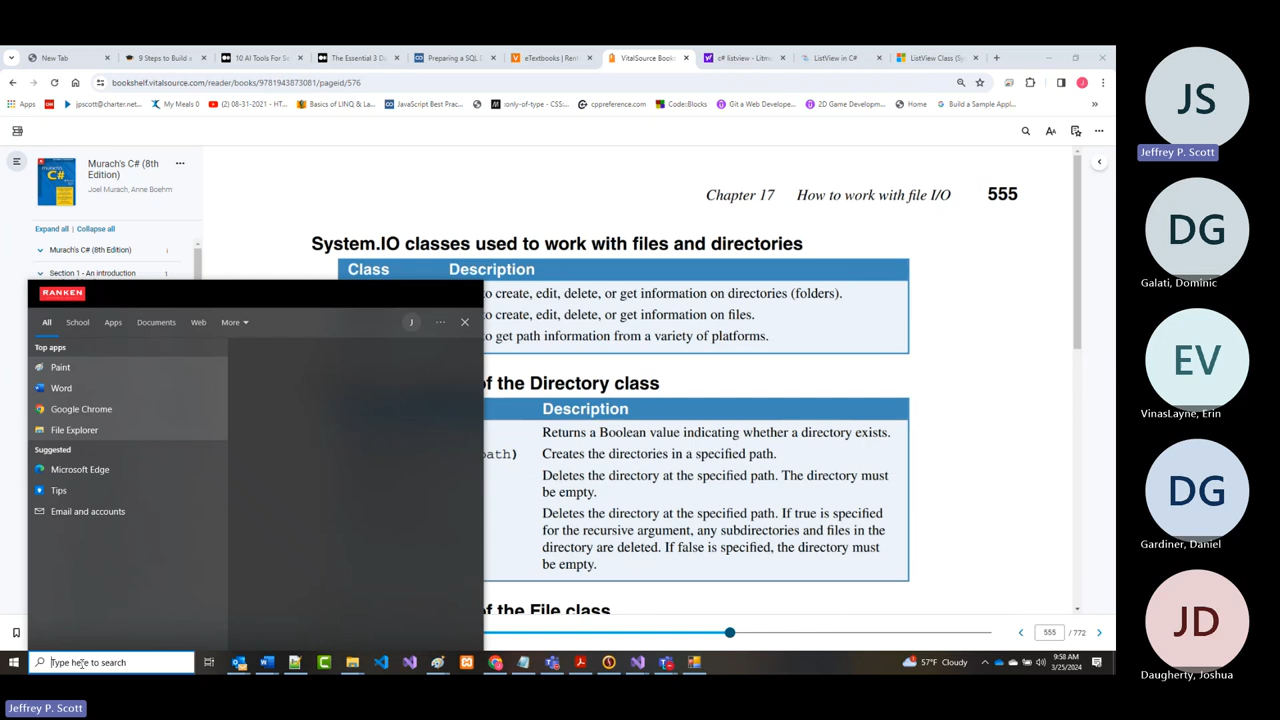 New Tab
9 Steps to Build a
10 AI Tools For Se
The Essential 3 D
Preparing a SQL
eTextbooks | Ren
VitalSource Book
c# listview - Litm
ListView in C#
ListView Class (Sy
bookshelf.vitalsource.com/reader/books/9781943873081/pageid/576
Apps
jpscott@charter.net
My Meals 0
(2) (08-31-2021 - HT
Basics of LINQ & La...
JavaScript Best Prac...
:only-of-type - CSS:...
cppreference.com
Code::Blocks
Git a Web Develope...
2D Game Developm...
Home
Build a Sample Appl...
Murach's C# (8th
Edition)
Joel Murach, Anne Boehm
Expand all | Collapse all
Murach's C# (8th Edition)
i
Section 1 - An introduction
1
Chapter 17 How to work with file I/O 555
System.IO classes used to work with files and directories
Class Description
to create, edit, delete, or get information on directories (folders).
to create, edit, delete, or get information on files.
to get path information from a variety of platforms.
of the Directory class
Description
Returns a Boolean value indicating whether a directory exists.
path) Creates the directories in a specified path.
Deletes the directory at the specified path. The directory must
be empty.
Deletes the directory at the specified path. If true is specified
for the recursive argument, any subdirectories and files in the
directory are deleted. If false is specified, the directory must
be empty.
of the File class
555 / 772
RANKEN
All School Apps Documents Web More
J
Top apps
Paint
Word
Google Chrome
File Explorer
Suggested
Microsoft Edge
Tips
Email and accounts
Type here to search
57°F Cloudy
9:58 AM
3/25/2024
JS
Jeffrey P. Scott
DG
Galati, Dominic
EV
VinasLayne, Erin
DG
Gardiner, Daniel
JD
Daugherty, Joshua
Jeffrey P. Scott